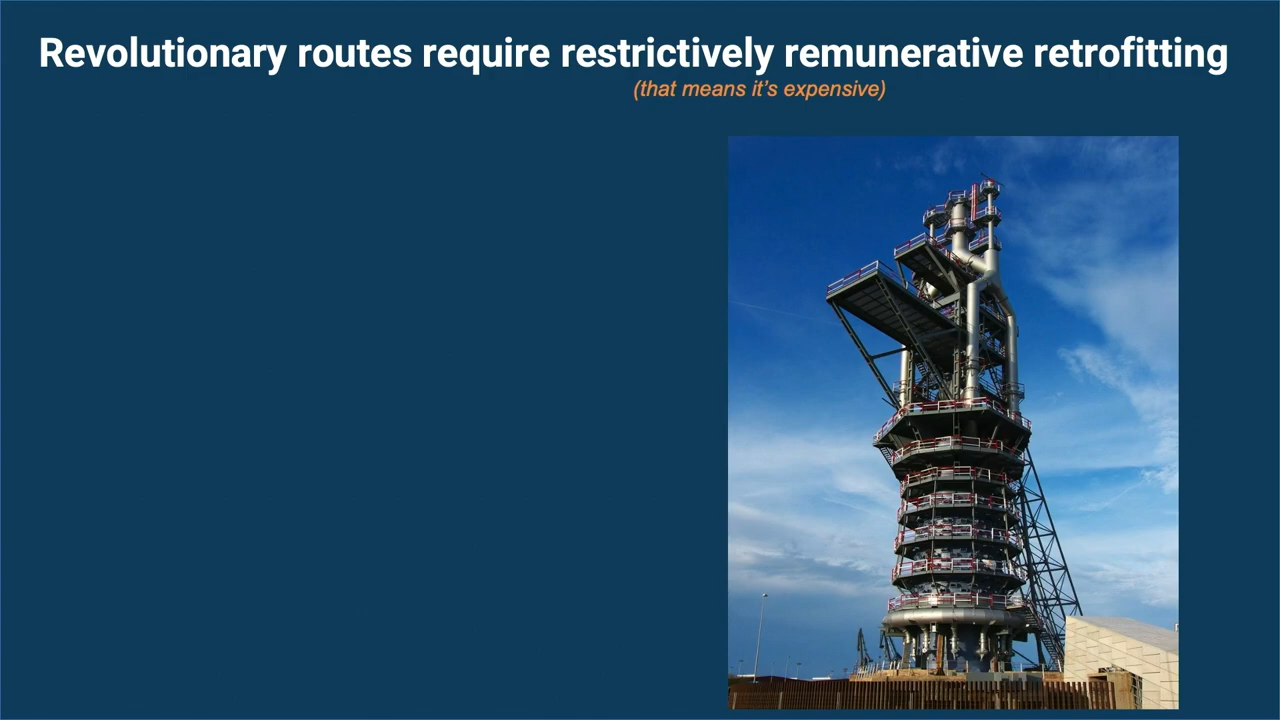 Revolutionary routes require restrictively remunerative retrofitting
(that means it’s expensive)